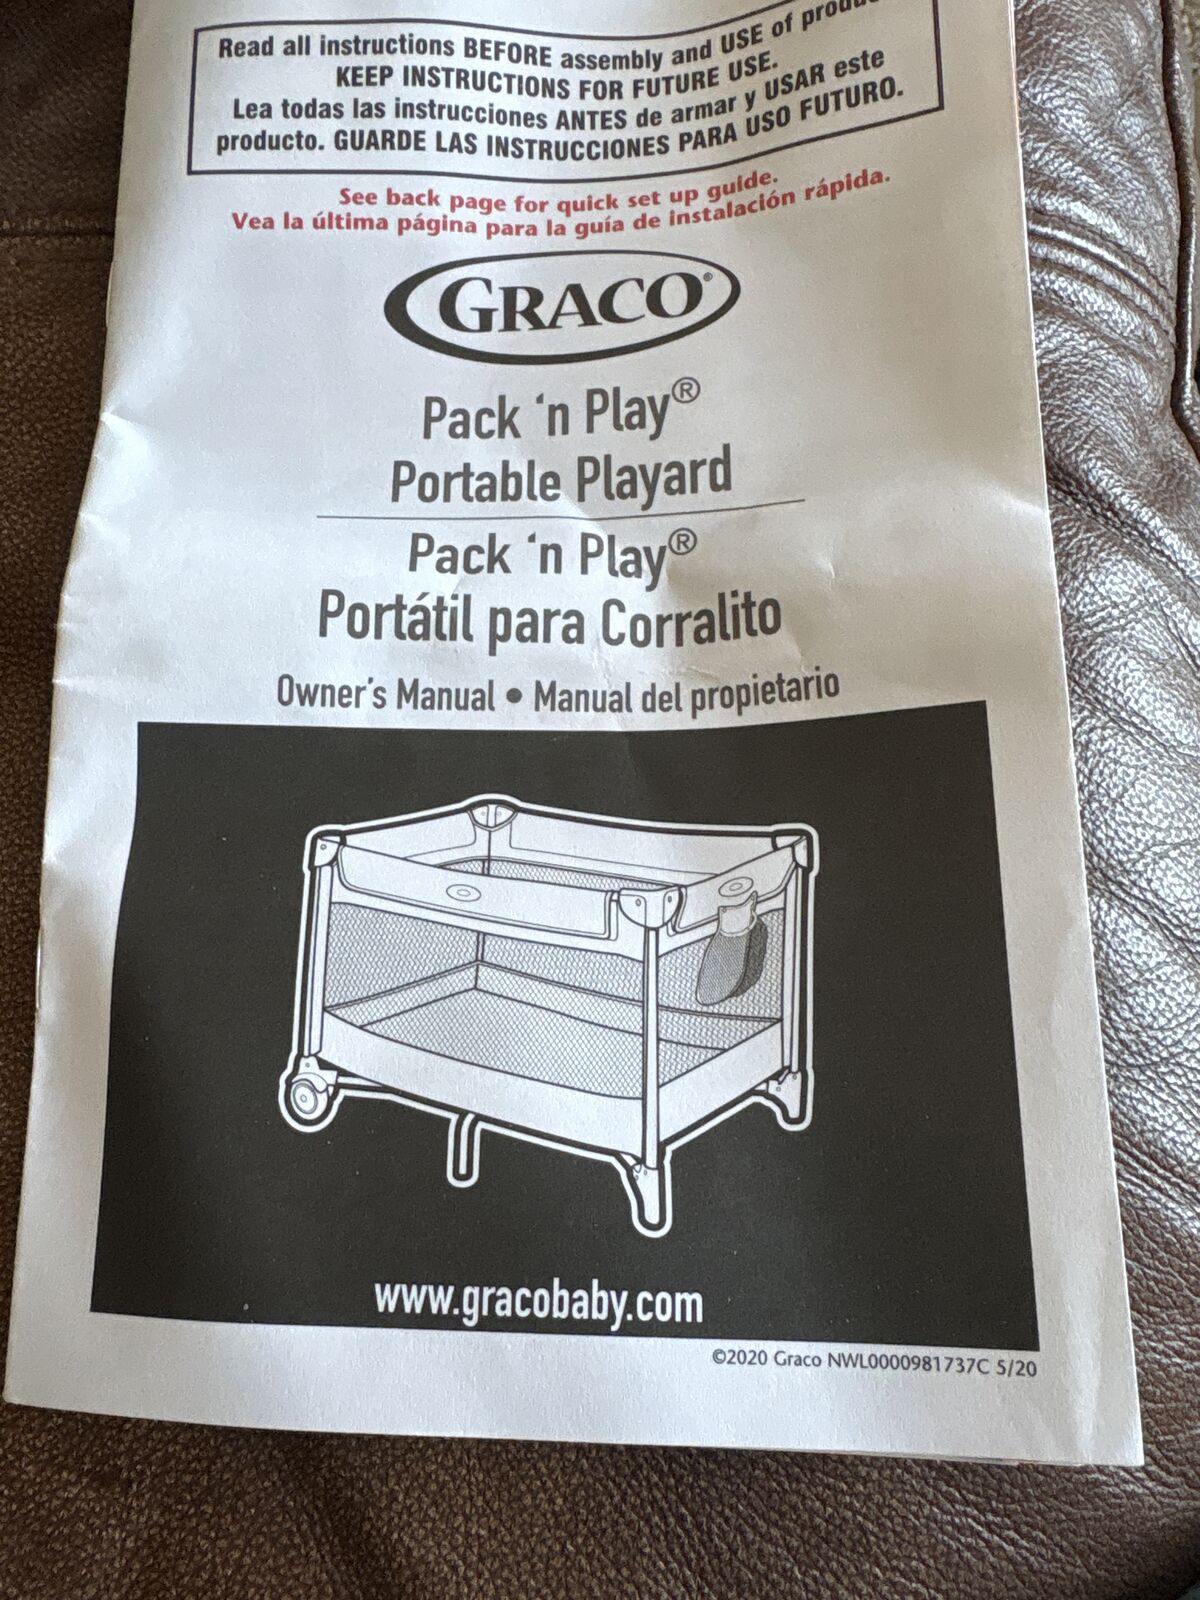 Read all instructions BEFORE assembly and USE of
KEEP INSTRUCTIONS FOR FUTURE USE.
Lea todas las instrucciones ANTES de armar y USAR este
producto. GUARDE LAS INSTRUCCIONES PARA USO FUTURO.
See back page for quick set up guide.
Vea la última página para la guía de instalación rápida.
GRACO®
Pack ‘n Play®
Portable Playard
Pack ‘n Play®
Portátil para Corralito
Owner’s Manual • Manual del propietario
www.gracobaby.com
©2020 Graco NWL0000981737C 5/20